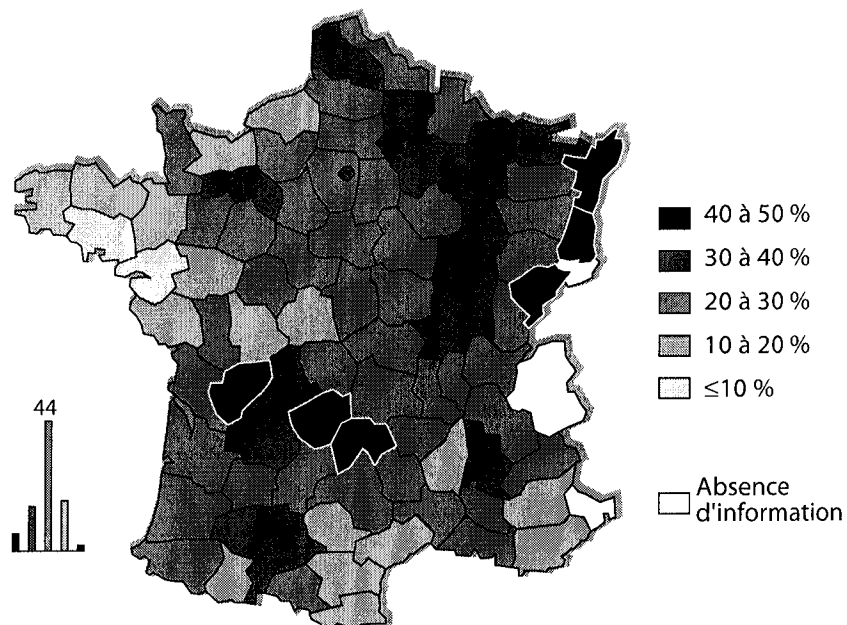 40 à 50 %
30 à 40 %
20 à 30 %
10 à 20 %
≤10 %
44
Absence
d'information